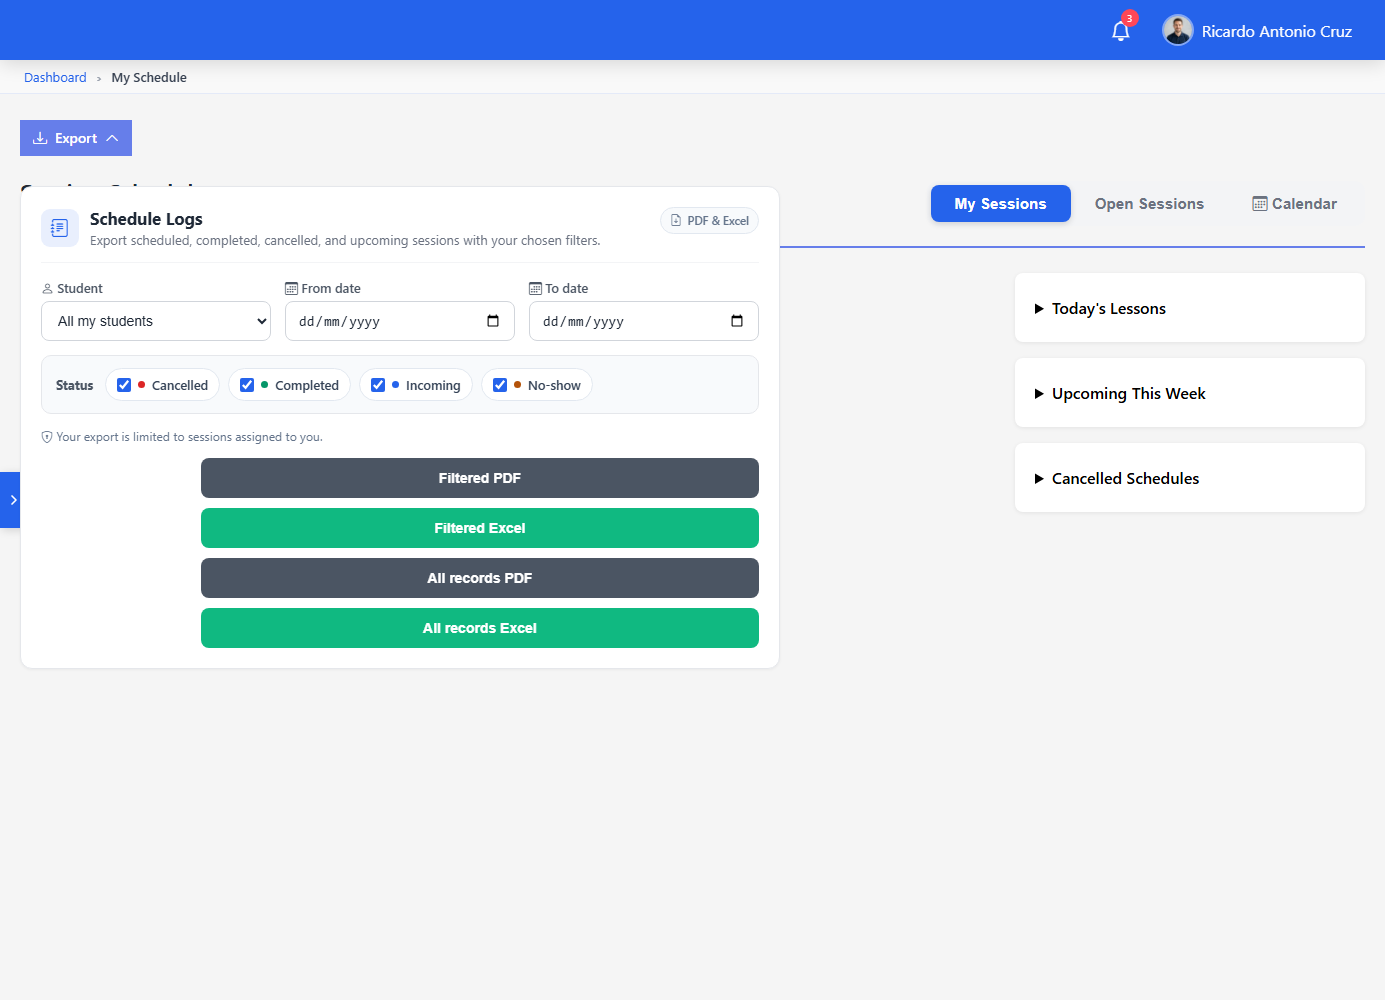 3
Ricardo Antonio Cruz
Dashboard > My Schedule
Export
My Sessions
Open Sessions
Calendar
Schedule Logs
Export scheduled, completed, cancelled, and upcoming sessions with your chosen filters.
PDF & Excel
Student
From date
To date
All my students
dd/mm/yyyy
dd/mm/yyyy
Status
Cancelled
Completed
Incoming
No-show
Your export is limited to sessions assigned to you.
Filtered PDF
Filtered Excel
All records PDF
All records Excel
Today's Lessons
Upcoming This Week
Cancelled Schedules